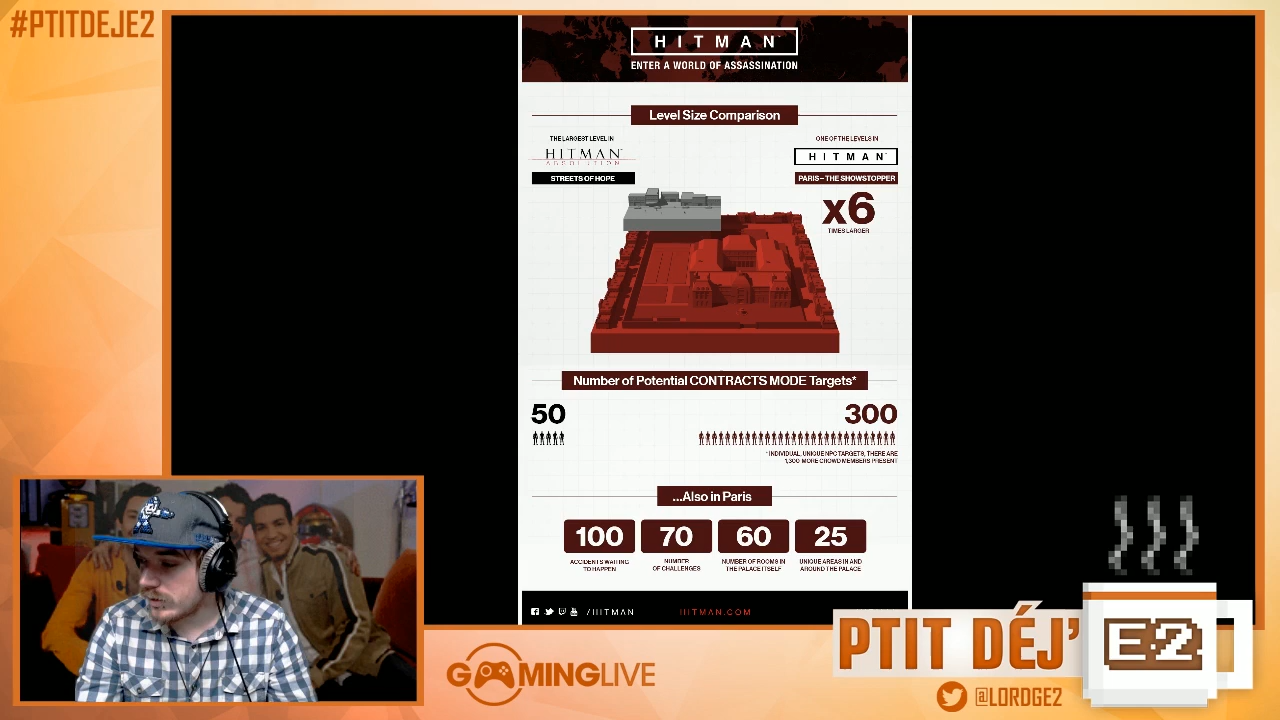 #PTITDEJE2
HITMAN™
ENTER A WORLD OF ASSASSINATION
Level Size Comparison
THE LARGEST LEVEL IN
HITMAN™
ABSOLUTION
STREETS OF HOPE
ONE OF THE LEVELS IN
HITMAN™
PARIS – THE SHOWSTOPPER
x6
TIMES LARGER
Number of Potential CONTRACTS MODE Targets*
50
300
* INDIVIDUAL, UNIQUE NPC TARGETS, THERE ARE
1,300 MORE CROWD MEMBERS PRESENT
...Also in Paris
100
ACCIDENTS WAITING
TO HAPPEN
70
NUMBER
OF CHALLENGES
60
NUMBER OF ROOMS IN
THE PALACE ITSELF
25
UNIQUE AREAS IN AND
AROUND THE PALACE
/HITMAN
HITMAN.COM
GAMINGLIVE
PTIT DÉJ' E2
@LORDGE2